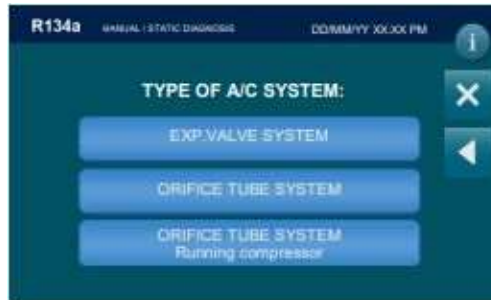 R134a MANUAL / STATIC DIAGNOSIS DD/MM/YY XX:XX PM
i
TYPE OF A/C SYSTEM:
EXP.VALVE SYSTEM
ORIFICE TUBE SYSTEM
ORIFICE TUBE SYSTEM
Running compressor